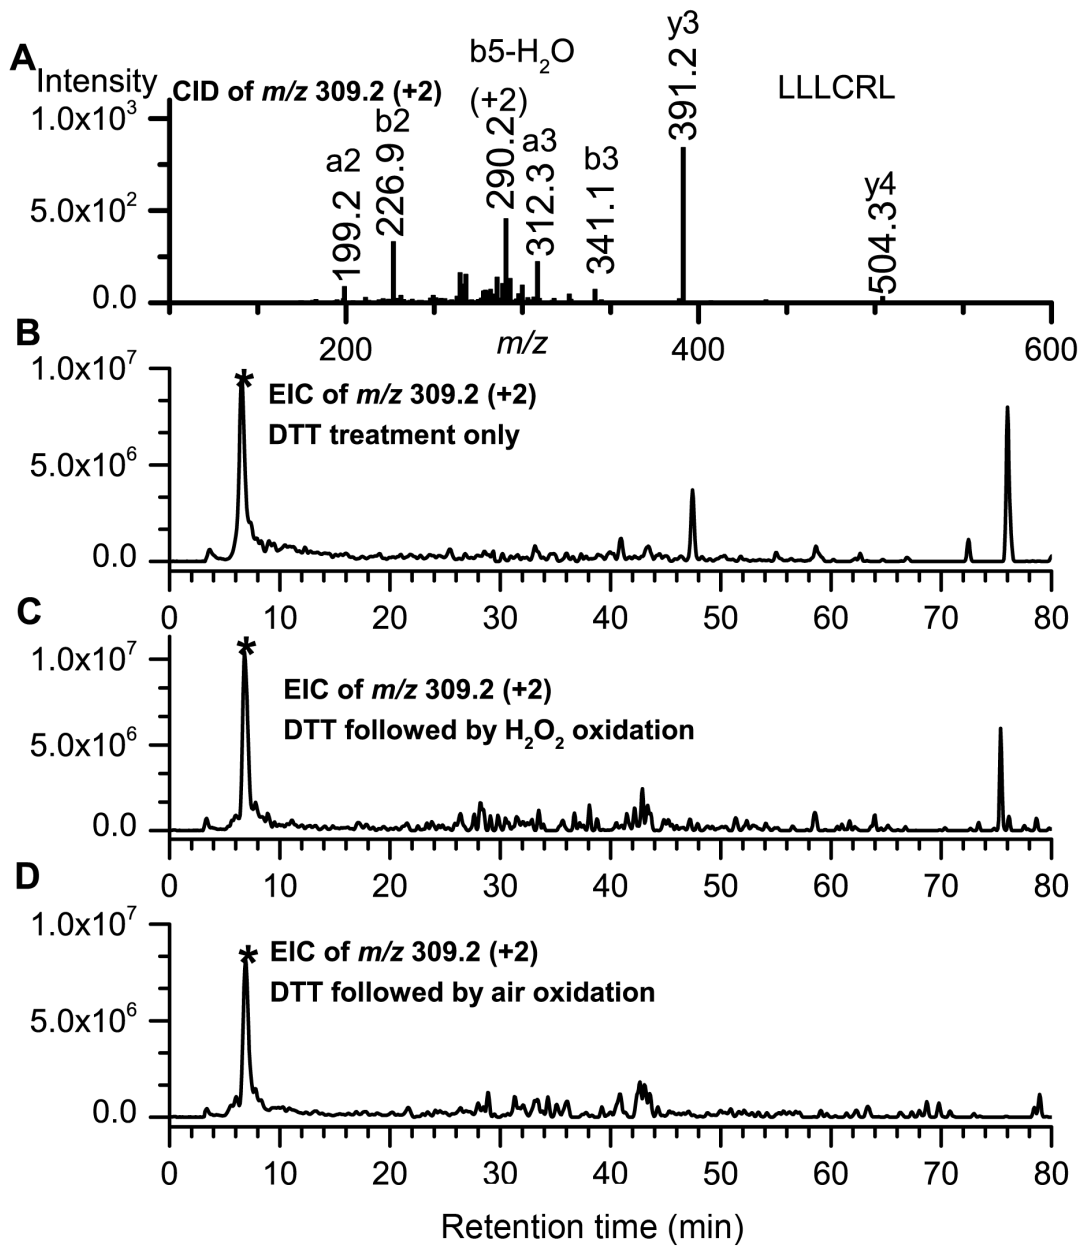 A
Intensity
CID of m/z 309.2 (+2)
LLLCRL
1.0x10³
5.0x10²
0.0
a2
199.2
b2
226.9
b5-H₂O
(+2)
290.2
a3
312.3
b3
341.1
y3
391.2
y4
504.3
200
m/z
400
600
B
1.0x10⁷
5.0x10⁶
0.0
*
EIC of m/z 309.2 (+2)
DTT treatment only
0 10 20 30 40 50 60 70 80
C
1.0x10⁷
5.0x10⁶
0.0
*
EIC of m/z 309.2 (+2)
DTT followed by H₂O₂ oxidation
0 10 20 30 40 50 60 70 80
D
1.0x10⁷
5.0x10⁶
0.0
*
EIC of m/z 309.2 (+2)
DTT followed by air oxidation
0 10 20 30 40 50 60 70 80
Retention time (min)